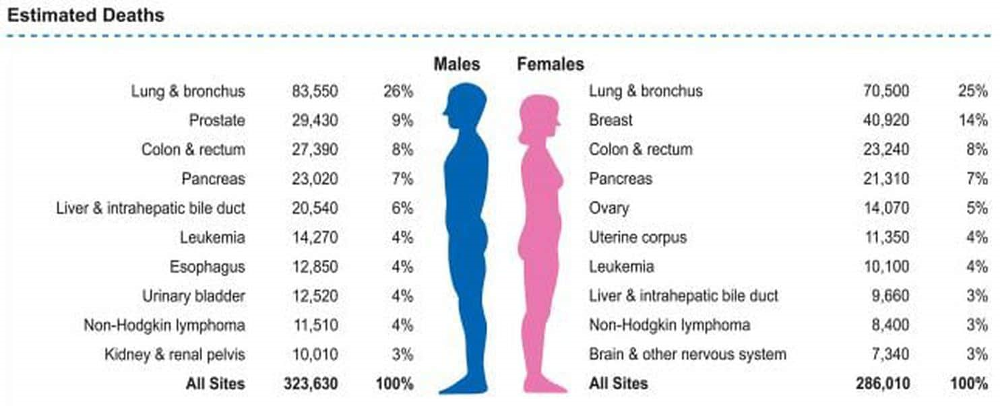 Estimated Deaths
Males Females
Lung & bronchus 83,550 26% Lung & bronchus 70,500 25%
Prostate 29,430 9% Breast 40,920 14%
Colon & rectum 27,390 8% Colon & rectum 23,240 8%
Pancreas 23,020 7% Pancreas 21,310 7%
Liver & intrahepatic bile duct 20,540 6% Ovary 14,070 5%
Leukemia 14,270 4% Uterine corpus 11,350 4%
Esophagus 12,850 4% Leukemia 10,100 4%
Urinary bladder 12,520 4% Liver & intrahepatic bile duct 9,660 3%
Non-Hodgkin lymphoma 11,510 4% Non-Hodgkin lymphoma 8,400 3%
Kidney & renal pelvis 10,010 3% Brain & other nervous system 7,340 3%
All Sites 323,630 100% All Sites 286,010 100%